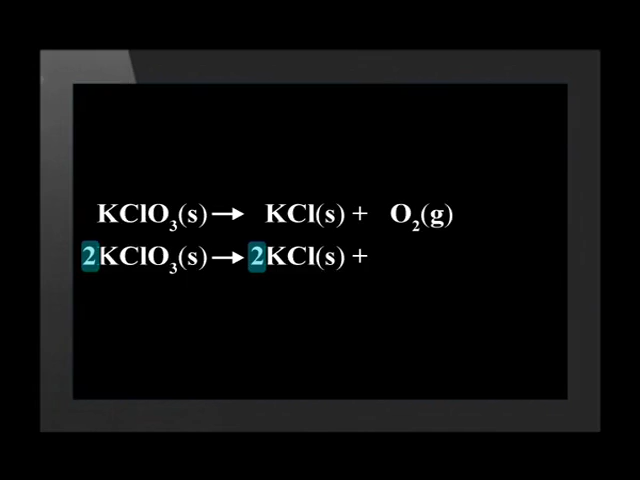 KClO₃(s) → KCl(s) + O₂(g)
2KClO₃(s) → 2KCl(s) +